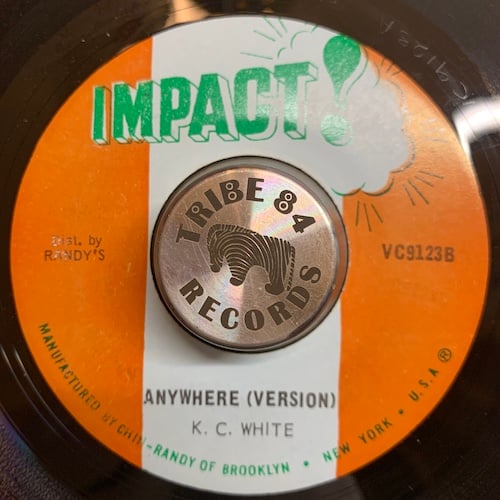 IMPACT!
TRIBE 84
RECORDS
Dist. by
RANDY'S
VC9123B
ANYWHERE (VERSION)
K. C. WHITE
MANUFACTURED BY CHIN-RANDY OF BROOKLYN • NEW YORK • U.S.A ®